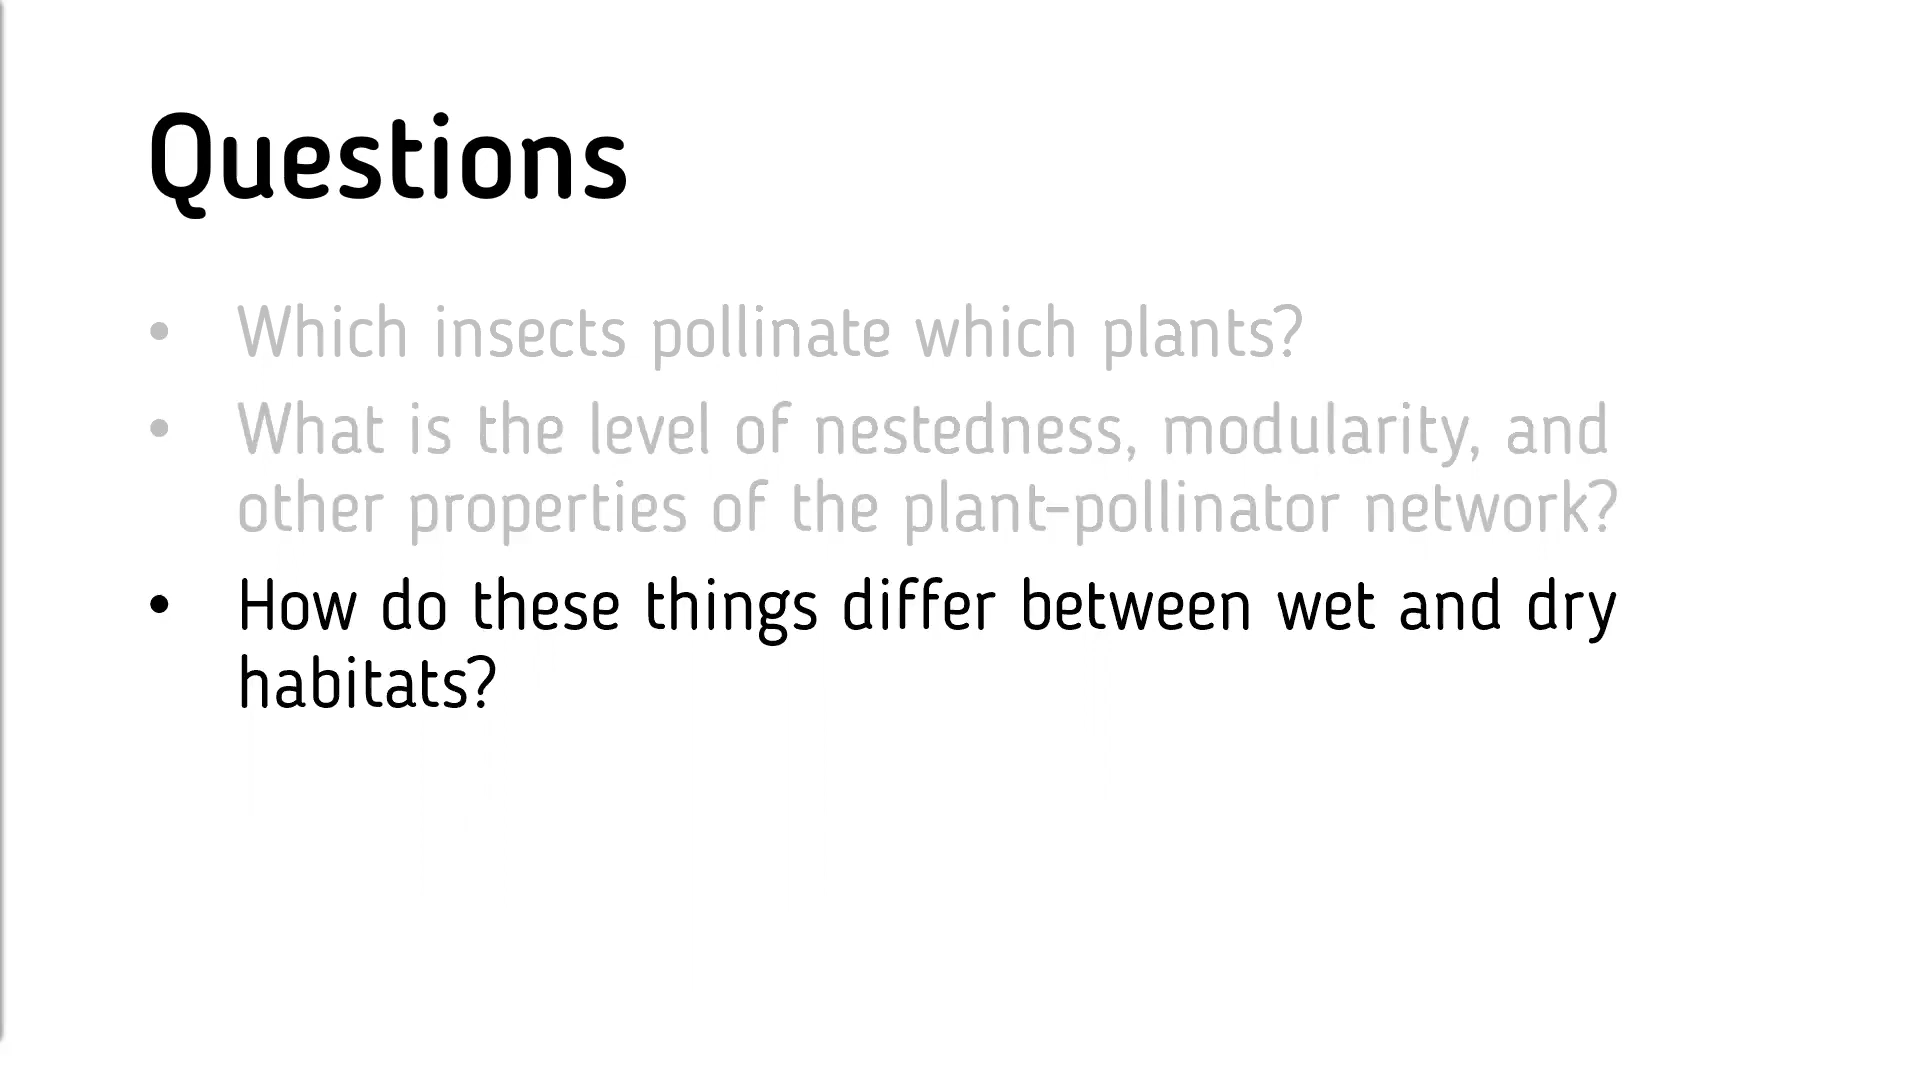 Questions
• Which insects pollinate which plants?
• What is the level of nestedness, modularity, and
other properties of the plant-pollinator network?
• How do these things differ between wet and dry
habitats?